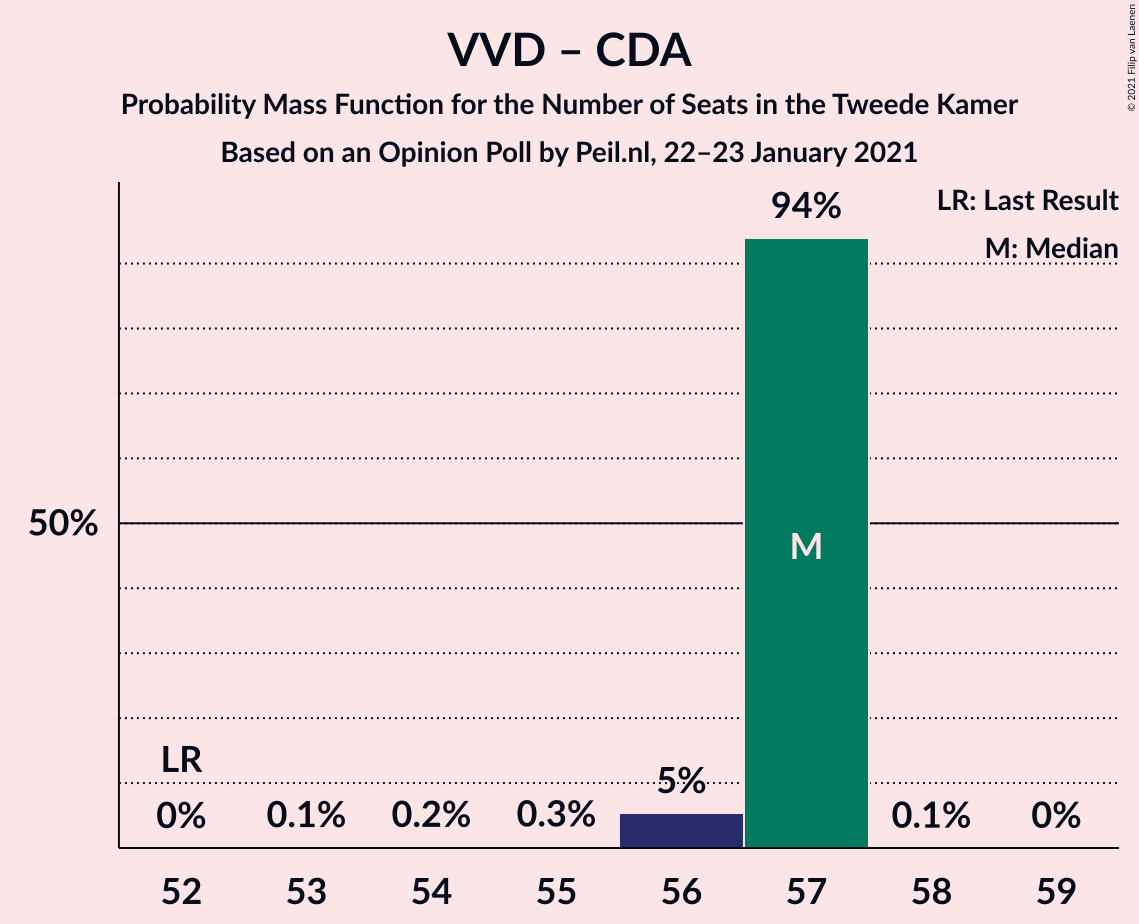 VVD – CDA
Probability Mass Function for the Number of Seats in the Tweede Kamer
Based on an Opinion Poll by Peil.nl, 22–23 January 2021
© 2021 Filip van Laenen
LR: Last Result
M: Median
94%
50%
M
LR
5%
0% 0.1% 0.2% 0.3% 0.1% 0%
52 53 54 55 56 57 58 59